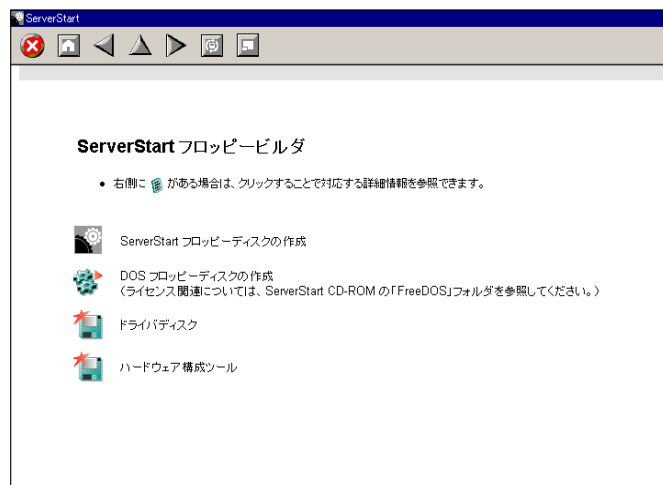 ServerStart
ServerStart フロッピービルダ
• 右側に がある場合は、クリックすることで対応する詳細情報を参照できます。
ServerStart フロッピーディスクの作成
DOS フロッピーディスクの作成
(ライセンス関連については、ServerStart CD-ROM の「FreeDOS」フォルダを参照してください。)
ドライバディスク
ハードウェア構成ツール